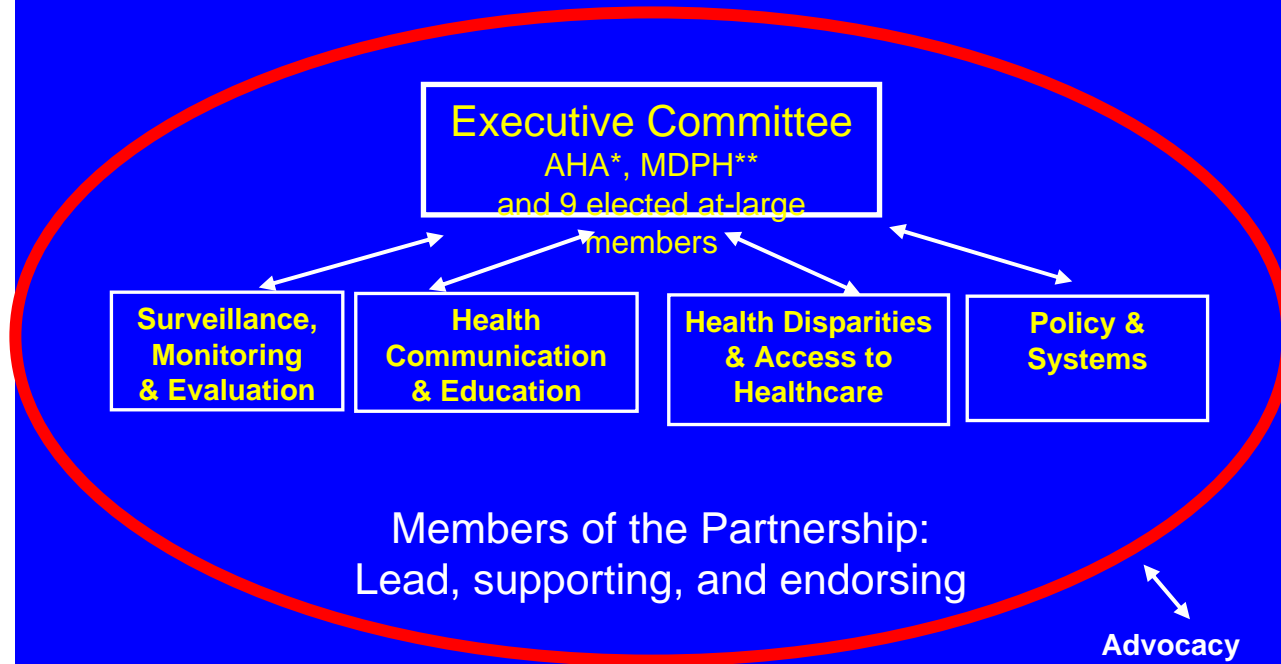 Executive Committee
AHA*, MDPH**
and 9 elected at-large
members
Surveillance,
Monitoring
& Evaluation
Health
Communication
& Education
Health Disparities
& Access to
Healthcare
Policy &
Systems
Members of the Partnership:
Lead, supporting, and endorsing
Advocacy